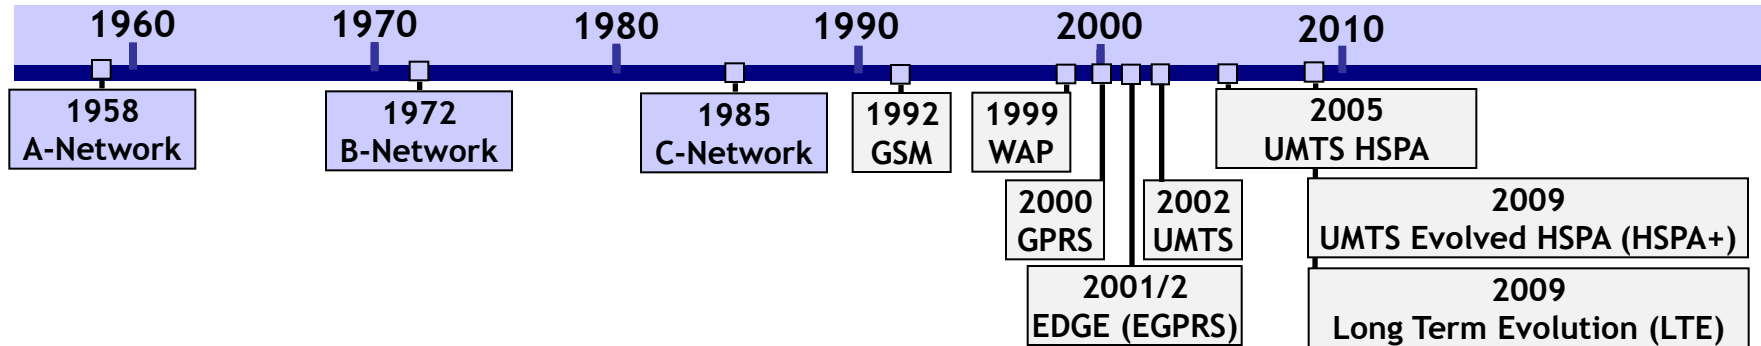 1960 1970 1980 1990 2000 2010
1958
A-Network
1972
B-Network
1985
C-Network
1992
GSM
1999
WAP
2005
UMTS HSPA
2000
GPRS
2002
UMTS
2009
UMTS Evolved HSPA (HSPA+)
2001/2
EDGE (EGPRS)
2009
Long Term Evolution (LTE)